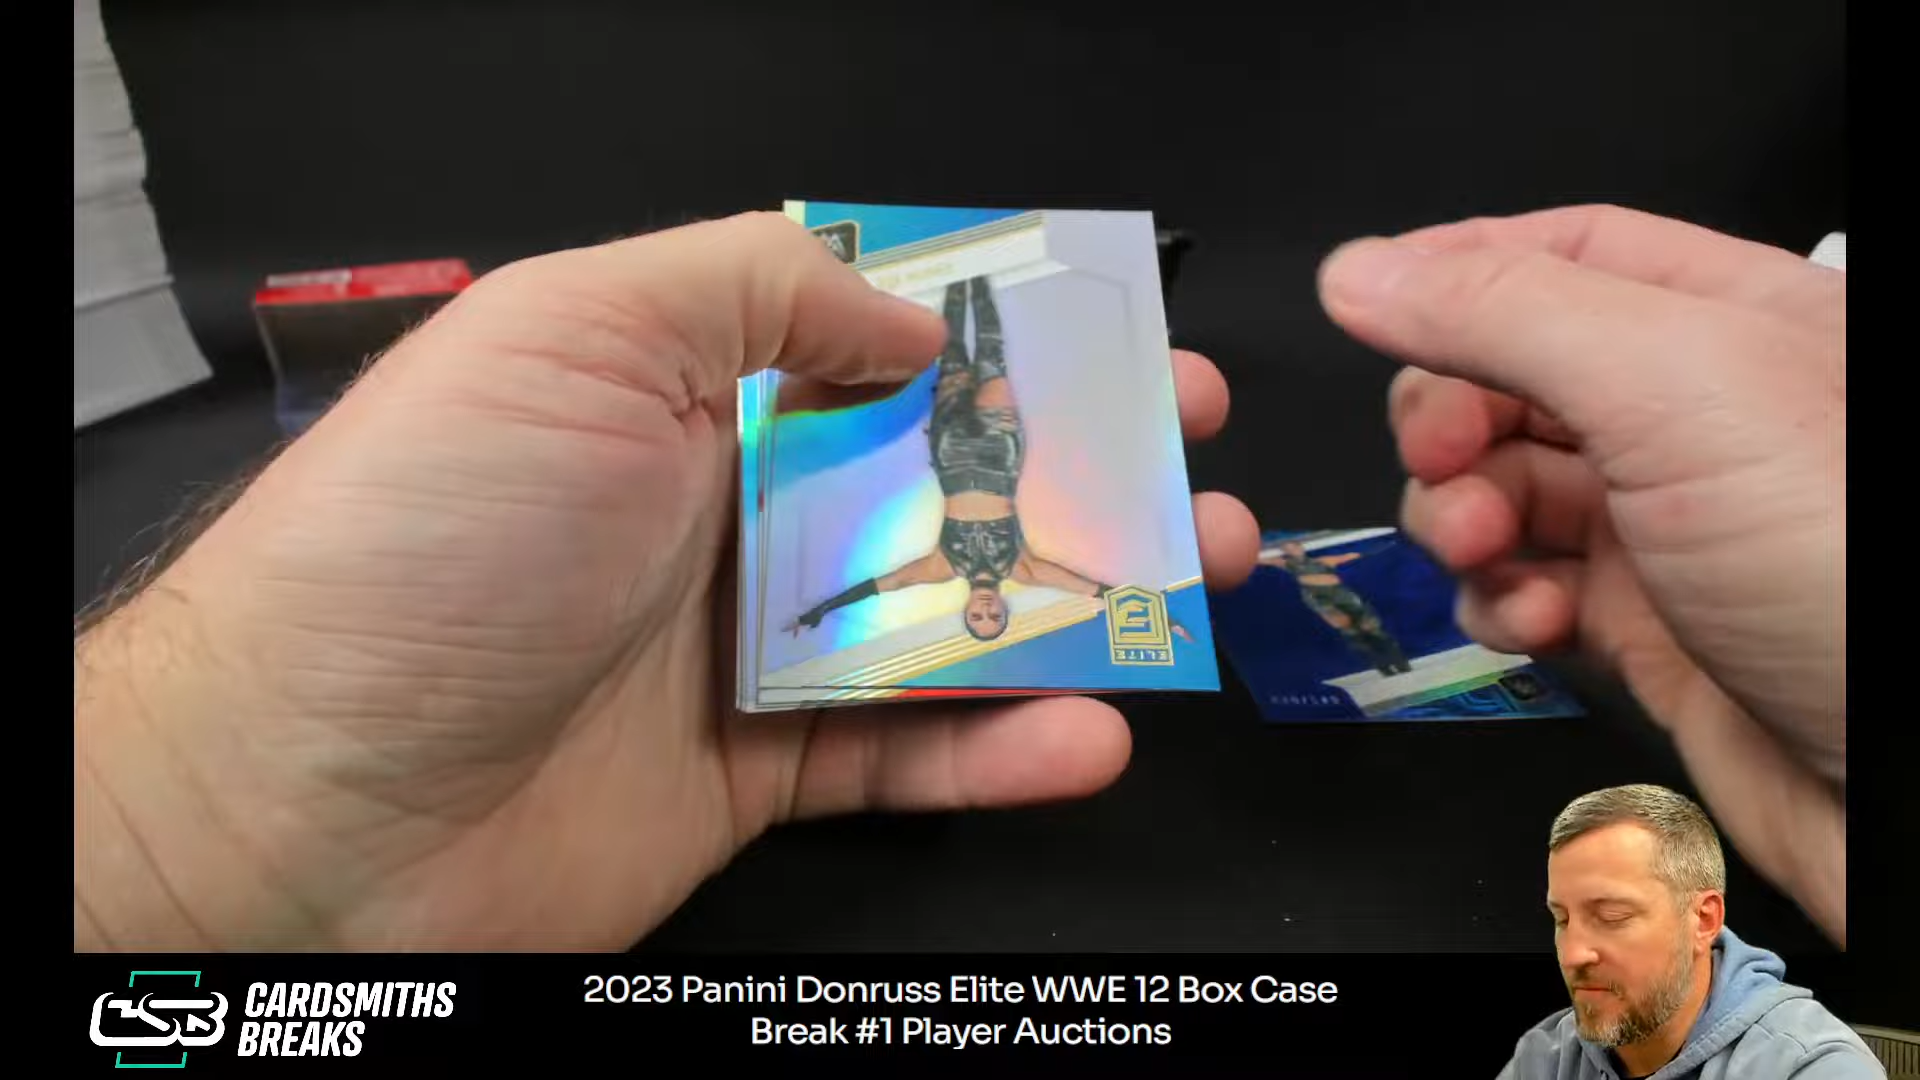 ELITE
CARDSMITHS
BREAKS
2023 Panini Donruss Elite WWE 12 Box Case
Break #1 Player Auctions